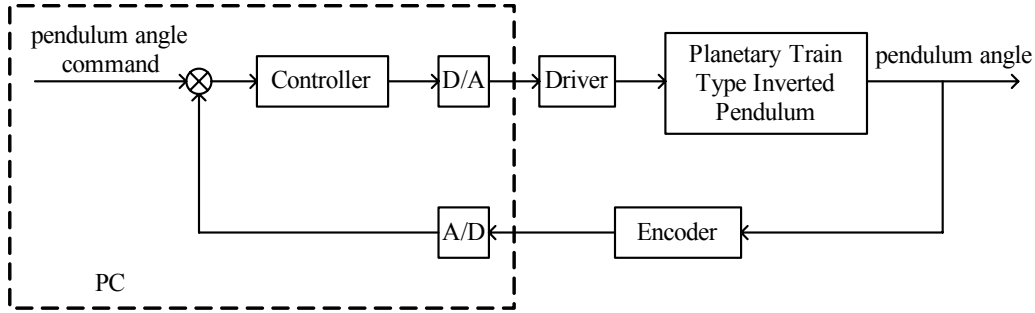 pendulum angle
command
Controller
D/A
Driver
Planetary Train
Type Inverted
Pendulum
pendulum angle
A/D
Encoder
PC